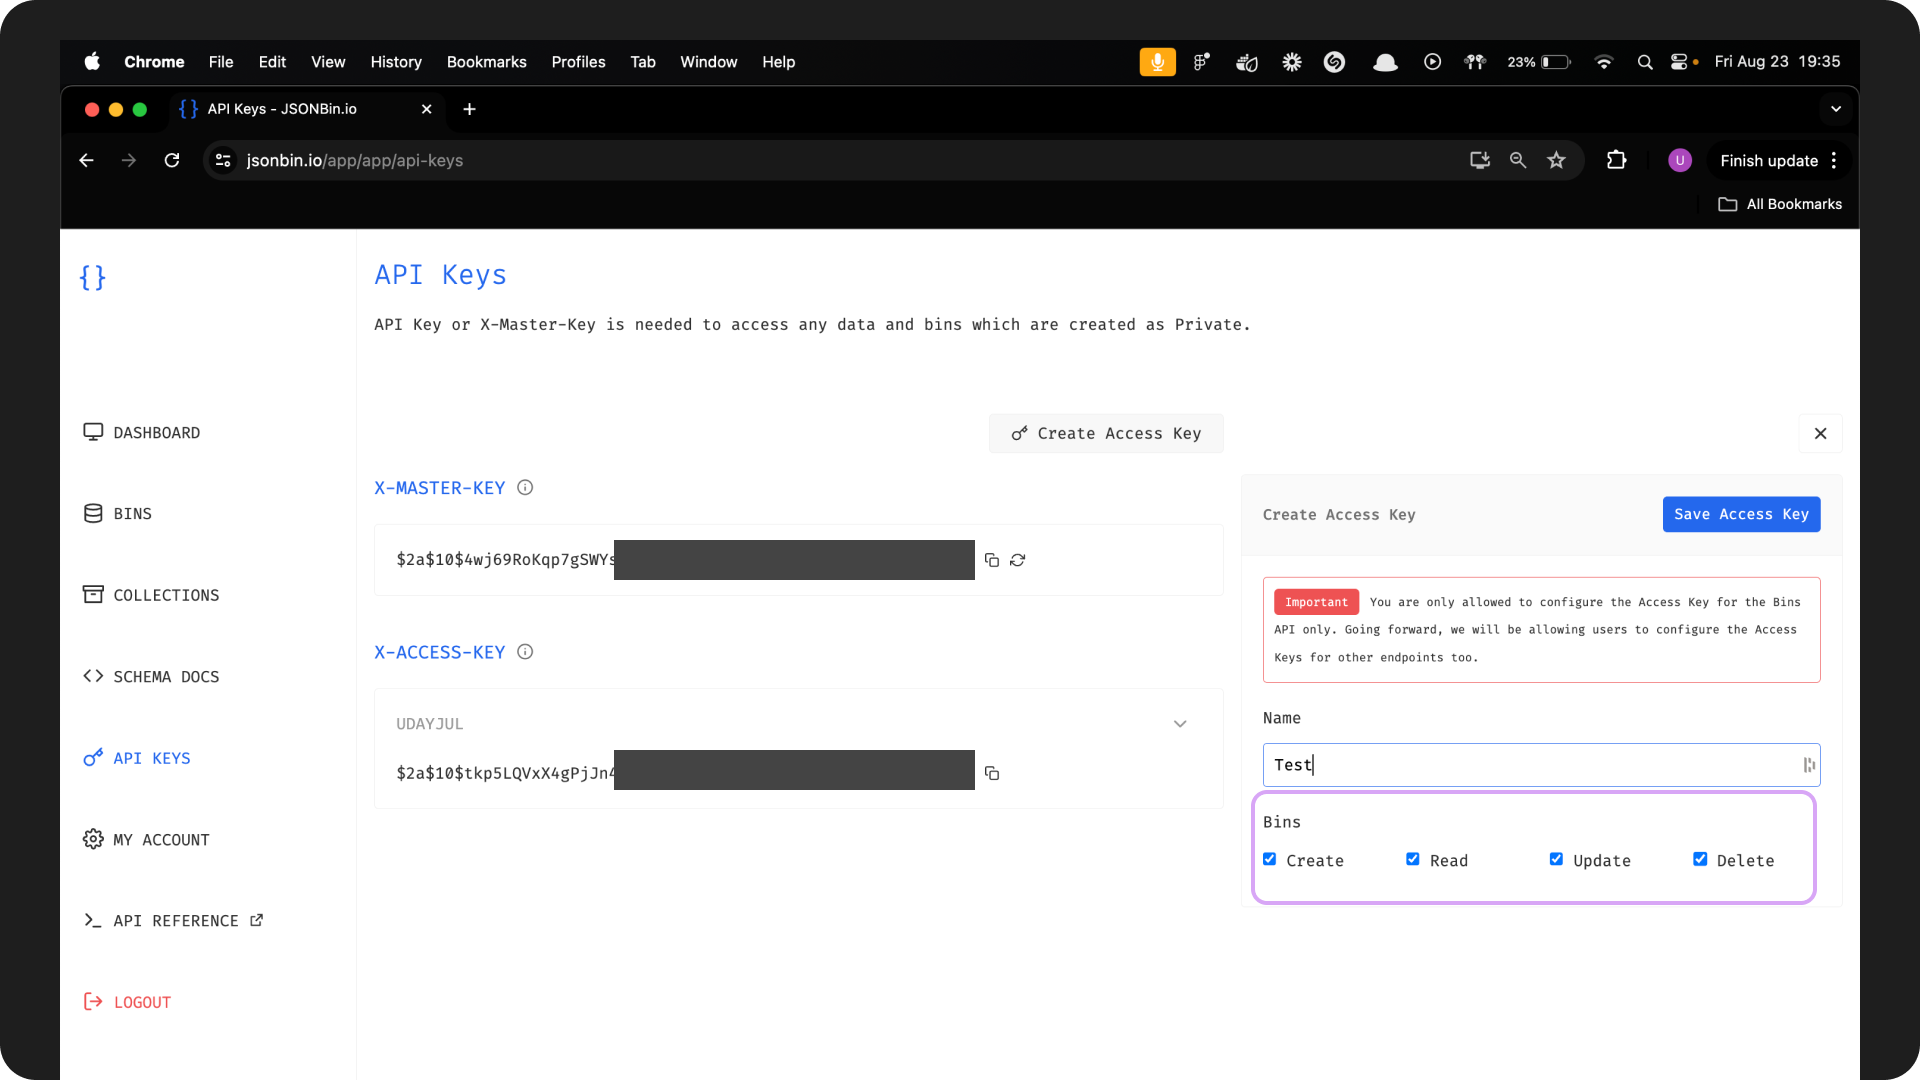 Chrome File Edit View History Bookmarks Profiles Tab Window Help 23% Fri Aug 23 19:35
{} API Keys - JSONBin.io
jsonbin.io/app/app/api-keys U Finish update
All Bookmarks
{}
API Keys
API Key or X-Master-Key is needed to access any data and bins which are created as Private.
DASHBOARD
BINS
COLLECTIONS
SCHEMA DOCS
API KEYS
MY ACCOUNT
API REFERENCE
LOGOUT
Create Access Key
X-MASTER-KEY
$2a$10$4wj69RoKqp7gSWYs
X-ACCESS-KEY
UDAYJUL
$2a$10$tkp5LQVxX4gPjJn4
Create Access Key Save Access Key
Important You are only allowed to configure the Access Key for the Bins
API only. Going forward, we will be allowing users to configure the Access
Keys for other endpoints too.
Name
Test
Bins
Create Read Update Delete